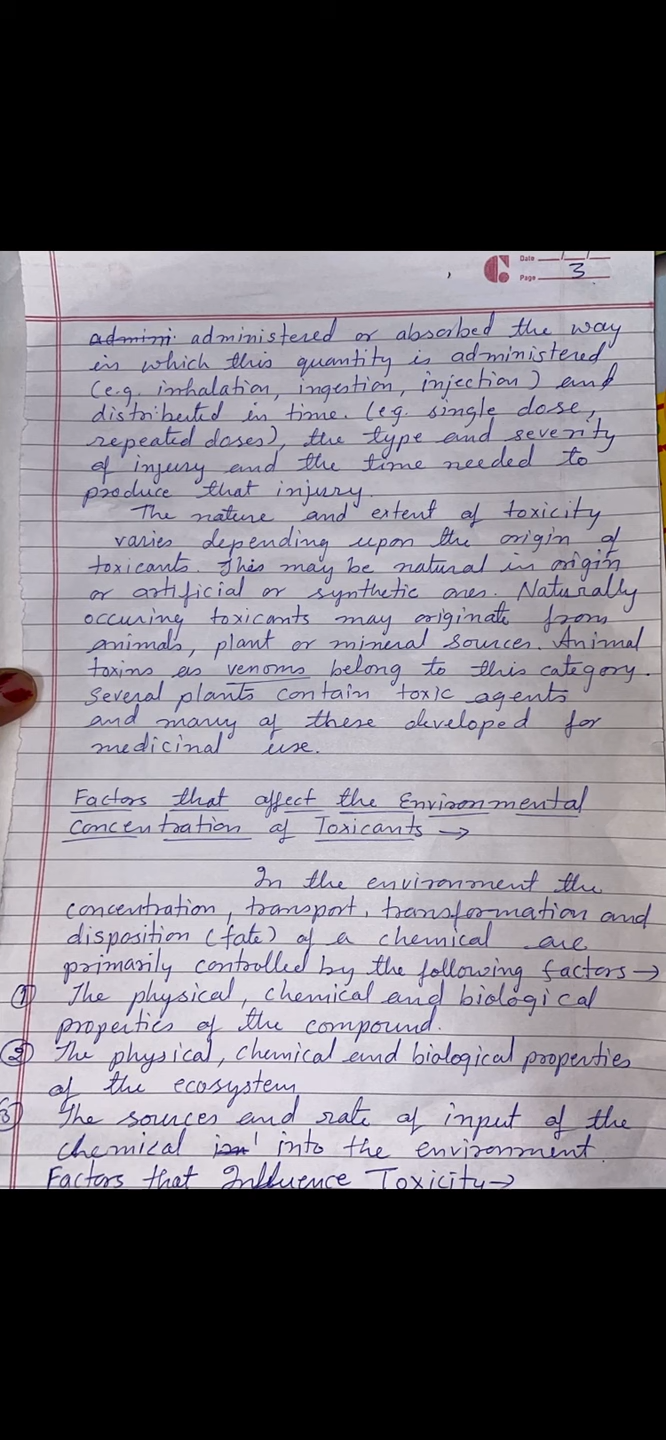 Date / /
Page 3
admini administered or absorbed the way
in which this quantity is administered
(e.g. inhalation, ingestion, injection) and
distributed in time. (eg. single dose,
repeated doses), the type and severity
of injury and the time needed to
produce that injury.
The nature and extent of toxicity
varies depending upon the origin of
toxicants. This may be natural in origin
or artificial or synthetic ones. Naturally
occuring toxicants may originate from
animals, plant or mineral sources. Animal
toxins as venoms belong to this category.
Several plants contain toxic agents
and many of these developed for
medicinal use.
Factors that affect the Environmental
Concentration of Toxicants →
In the environment the
concentration, transport, transformation and
disposition (fate) of a chemical are
primarily controlled by the following factors →
① The physical, chemical and biological
properties of the compound.
② The physical, chemical and biological properties
of the ecosystem
③ The sources and rate of input of the
chemical in into the environment.
Factors that Influence Toxicity →